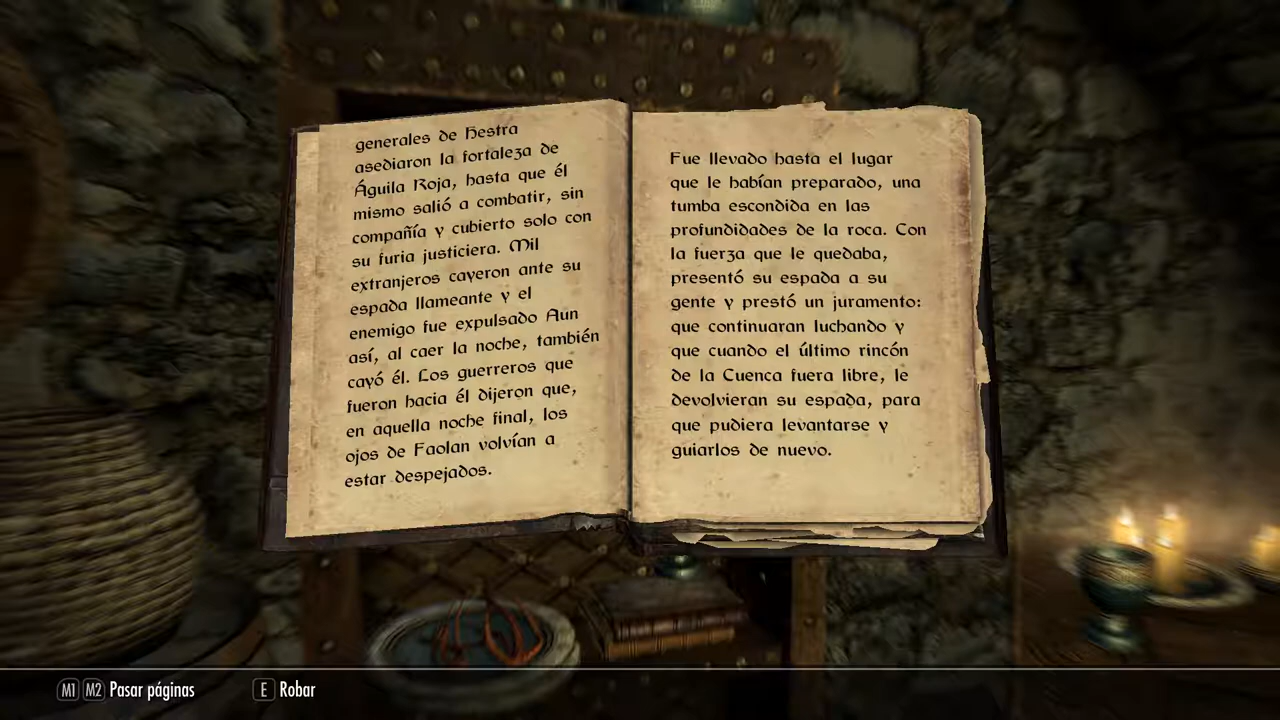 generales de Hestra
asediaron la fortaleza de
Águila Roja, hasta que él
mismo salió a combatir, sin
compañía y cubierto solo con
su furia justiciera. Mil
extranjeros cayeron ante su
espada llameante y el
enemigo fue expulsado Aun
así, al caer la noche, también
cayó él. Los guerreros que
fueron hacia él dijeron que,
en aquella noche final, los
ojos de Faolan volvían a
estar despejados.
Fue llevado hasta el lugar
que le habían preparado, una
tumba escondida en las
profundidades de la roca. Con
la fuerza que le quedaba,
presentó su espada a su
gente y prestó un juramento:
que continuaran luchando y
que cuando el último rincón
de la Cuenca fuera libre, le
devolvieran su espada, para
que pudiera levantarse y
guiarlos de nuevo.
M1 M2 Pasar páginas
E Robar